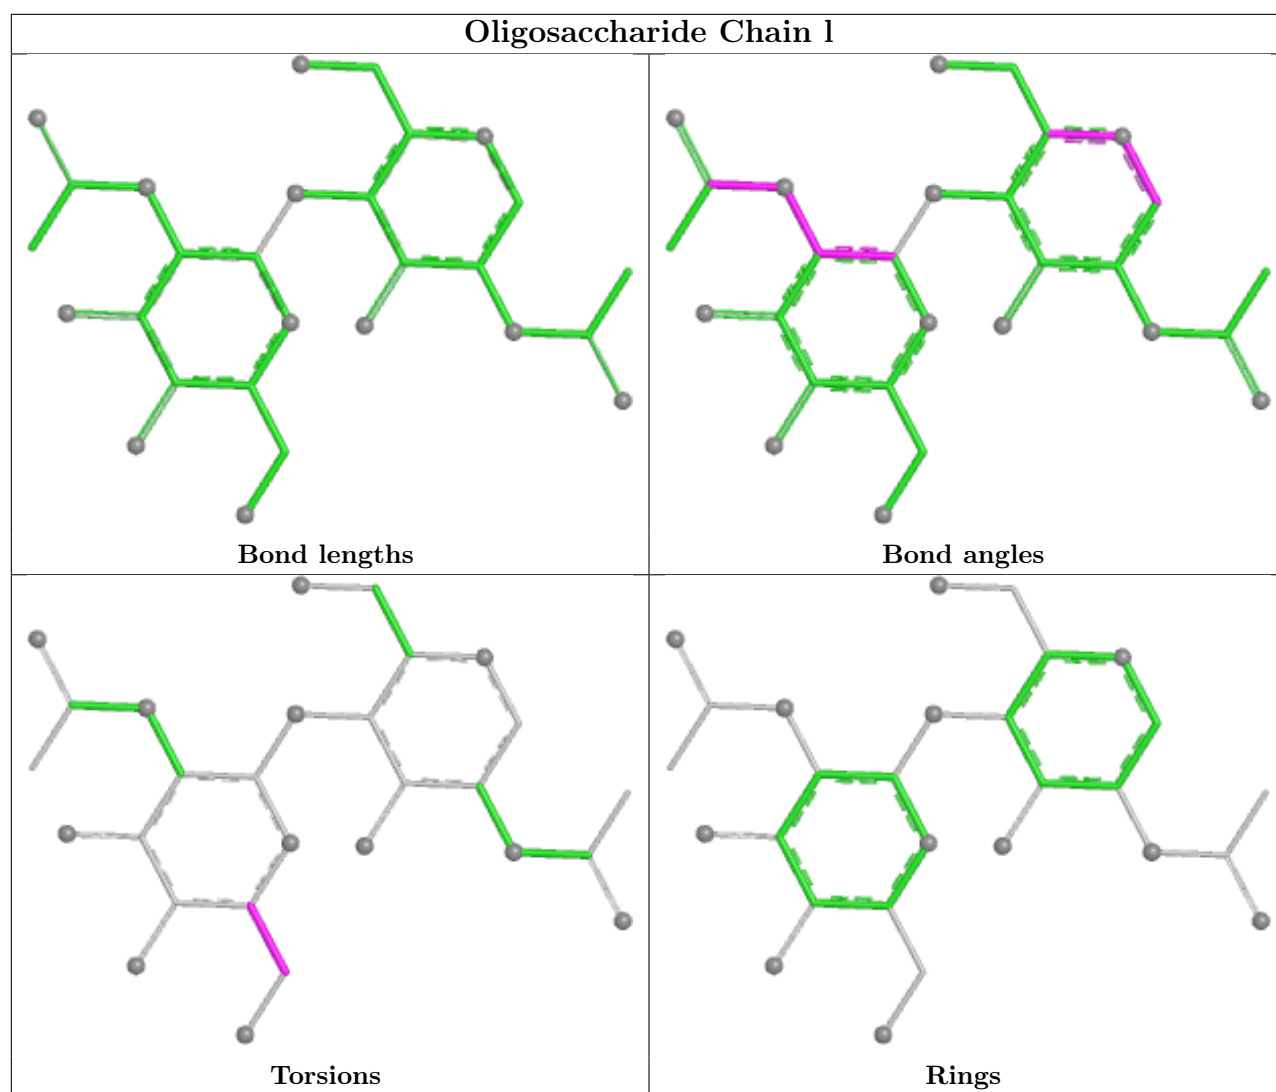 Oligosaccharide Chain l
Bond lengths
Bond angles
Torsions
Rings